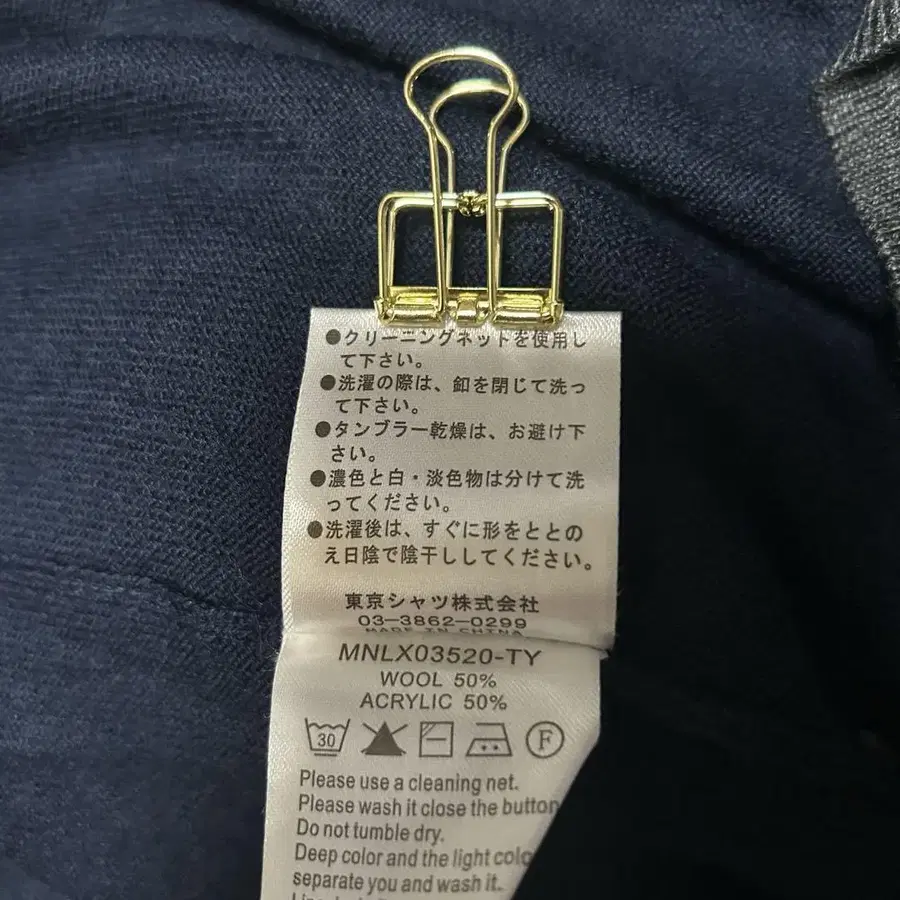 ●クリーニングネットを使用し
て下さい。
●洗濯の際は、釦を閉じて洗っ
て下さい。
●タンブラー乾燥は、お避け下
さい。
●濃色と白・淡色物は分けて洗
ってください。
●洗濯後は、すぐに形をととの
え日陰で陰干ししてください。
東京シャツ株式会社
03-3862-0299
MADE IN CHINA
MNLX03520-TY
WOOL 50%
ACRYLIC 50%
30 F
Please use a cleaning net.
Please wash it close the button
Do not tumble dry.
Deep color and the light colo
separate you and wash it.